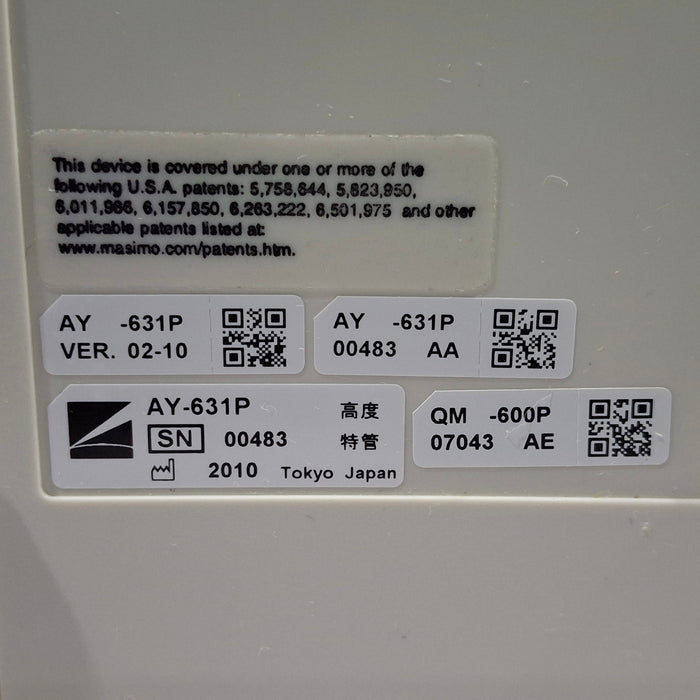 This device is covered under one or more of the
following U.S.A. patents: 5,758,644, 5,823,950,
6,011,986, 6,157,850, 6,263,222, 6,501,975 and other
applicable patents listed at:
www.masimo.com/patents.htm.
AY -631P
VER. 02-10
AY -631P
00483 AA
AY-631P 高度
SN 00483 特管
2010 Tokyo Japan
QM -600P
07043 AE